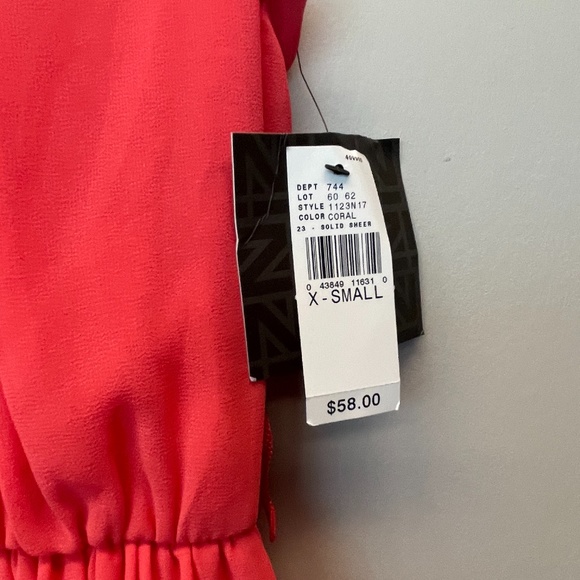 DEPT 744
LOT 60 62
STYLE 1123N17
COLOR CORAL
23 - SOLID SHEER
0 43849 11631 0
X - SMALL
$58.00